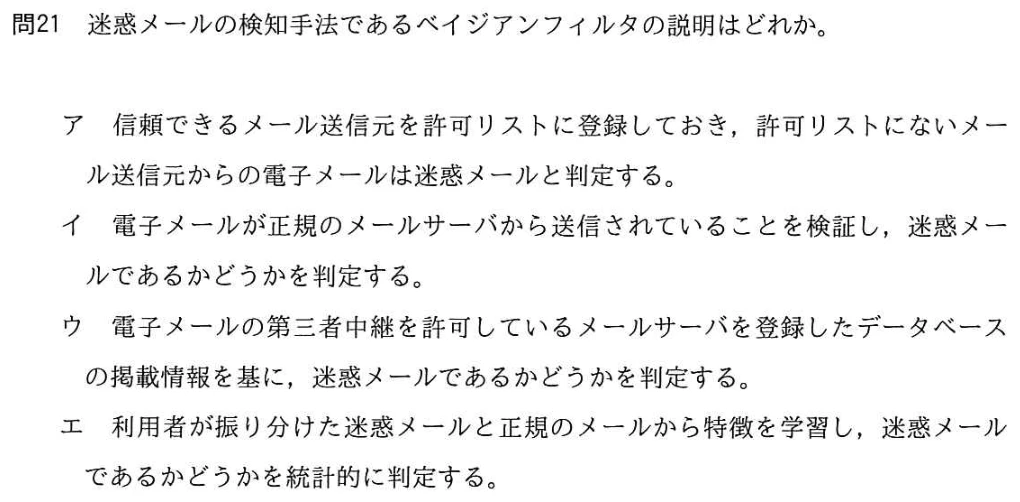 問21　迷惑メールの検知手法であるベイジアンフィルタの説明はどれか。
ア　信頼できるメール送信元を許可リストに登録しておき，許可リストにないメー
ル送信元からの電子メールは迷惑メールと判定する。
イ　電子メールが正規のメールサーバから送信されていることを検証し，迷惑メー
ルであるかどうかを判定する。
ウ　電子メールの第三者中継を許可しているメールサーバを登録したデータベース
の掲載情報を基に，迷惑メールであるかどうかを判定する。
エ　利用者が振り分けた迷惑メールと正規のメールから特徴を学習し，迷惑メール
であるかどうかを統計的に判定する。